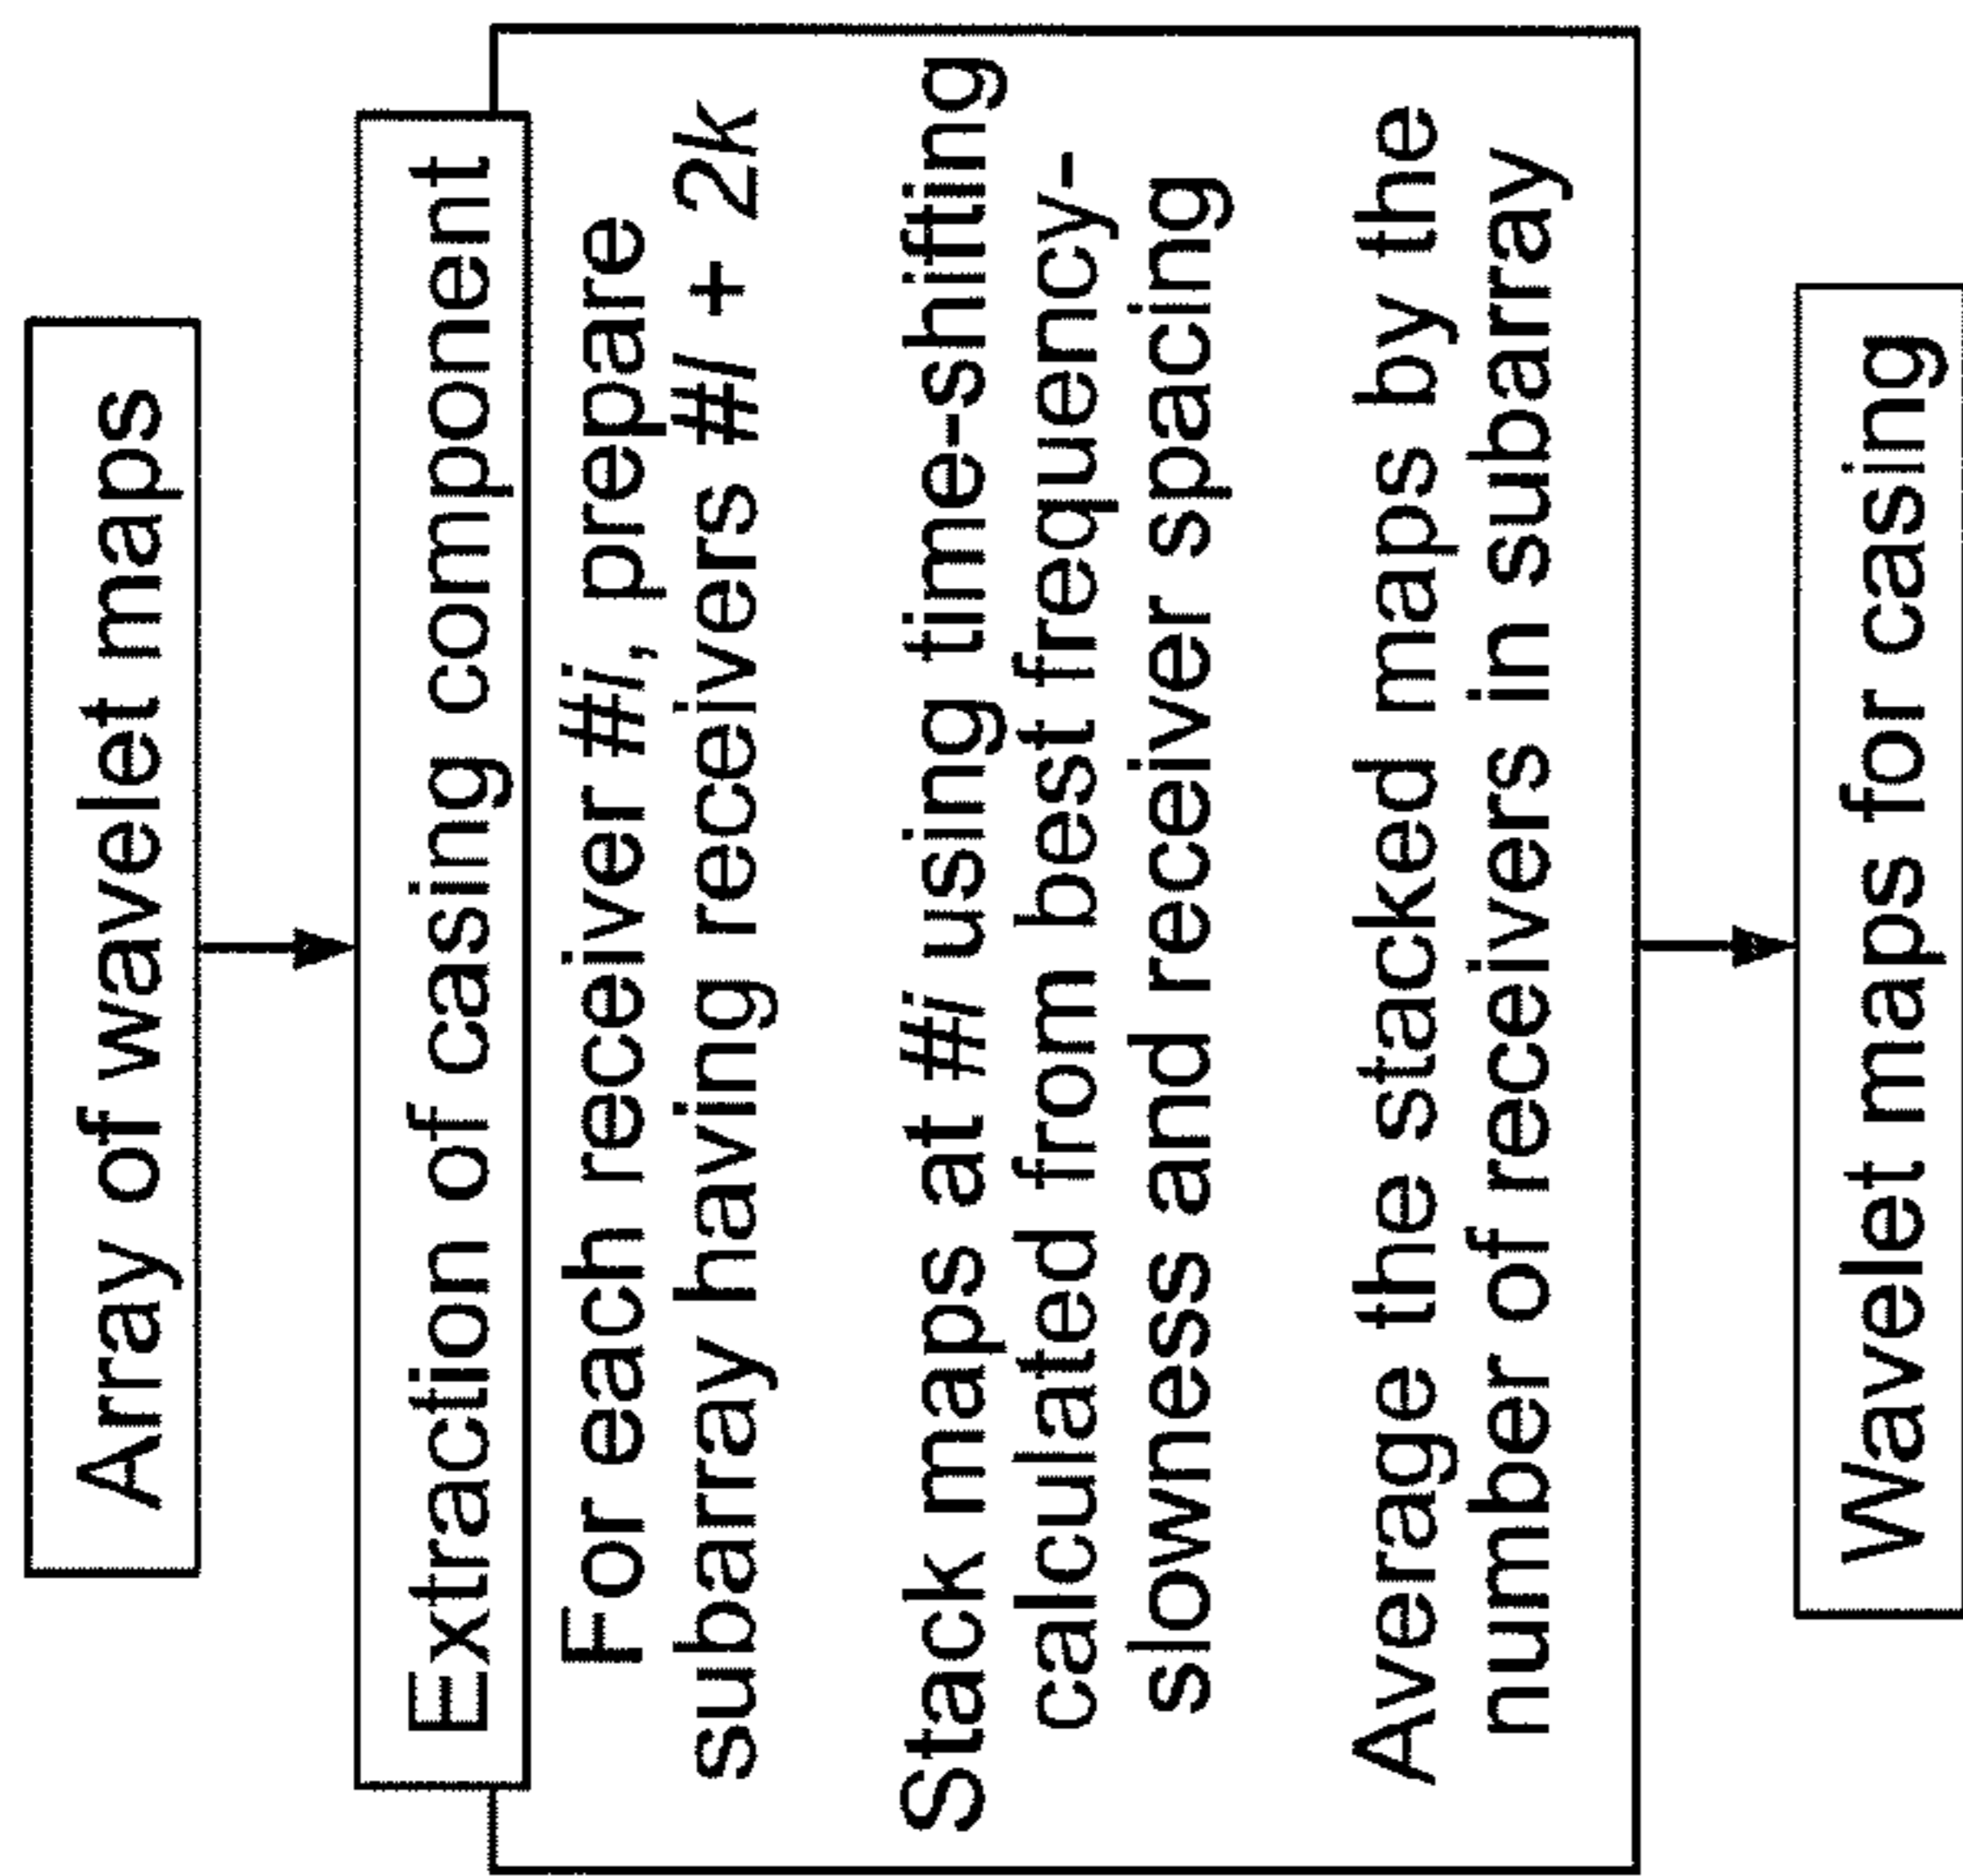 Array of wavelet maps
Extraction of casing component
For each receiver #i, prepare
subarray having receivers #i + 2k
Stack maps at #i using time-shifting
calculated from best frequency-
slowness and receiver spacing
Average the stacked maps by the
number of receivers in subarray
Wavelet maps for casing